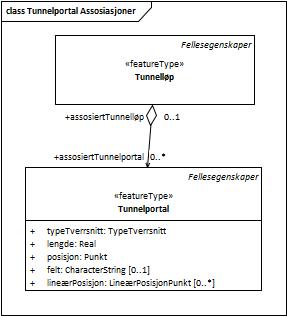 class Tunnelportal Assosiasjoner
Fellesegenskaper
«featureType»
Tunnelløp
+assosiertTunnelløp 0..1
+assosiertTunnelportal 0..*
Fellesegenskaper
«featureType»
Tunnelportal
+ typeTverrsnitt: TypeTverrsnitt
+ lengde: Real
+ posisjon: Punkt
+ felt: CharacterString [0..1]
+ lineærPosisjon: LineærPosisjonPunkt [0..*]